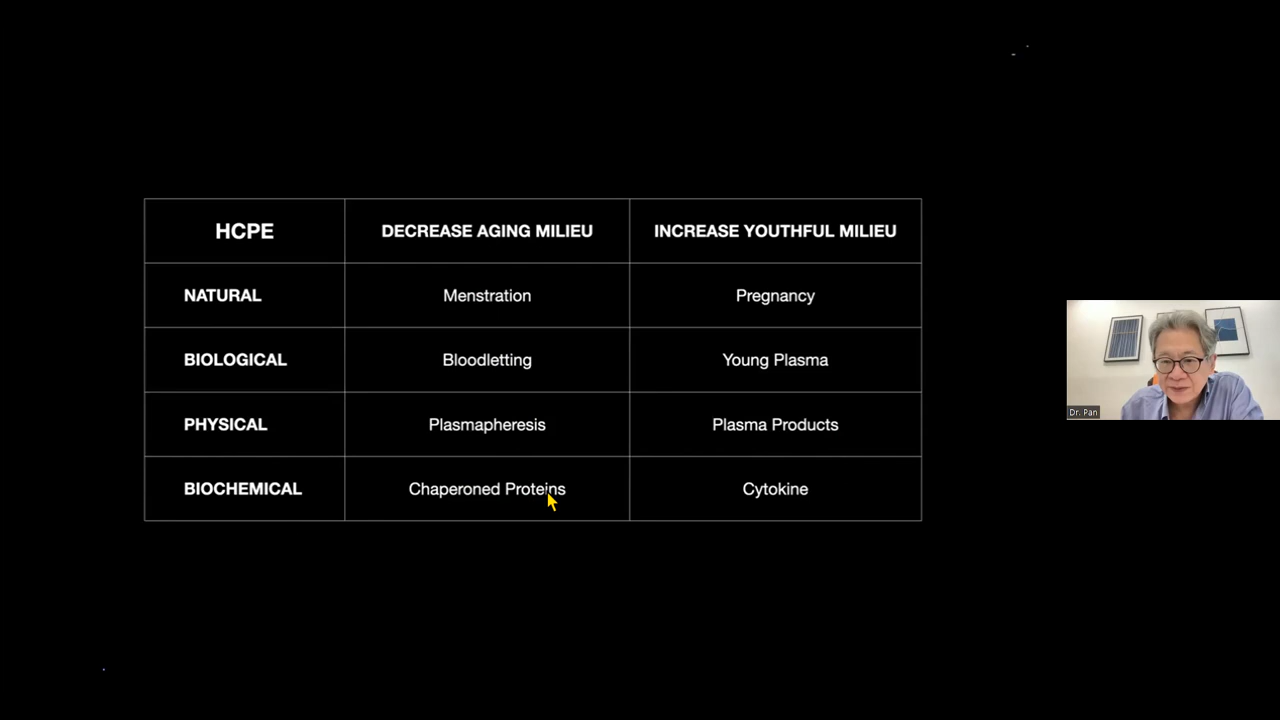 HCPE DECREASE AGING MILIEU INCREASE YOUTHFUL MILIEU
NATURAL Menstration Pregnancy
BIOLOGICAL Bloodletting Young Plasma
PHYSICAL Plasmapheresis Plasma Products
BIOCHEMICAL Chaperoned Proteins Cytokine
Dr. Pan